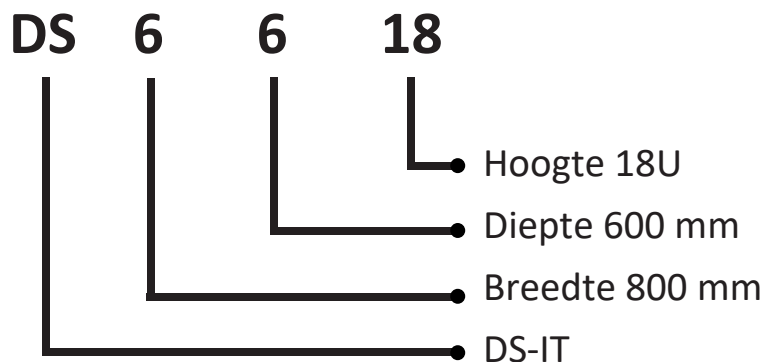 DS 6 6 18
Hoogte 18U
Diepte 600 mm
Breedte 800 mm
DS-IT